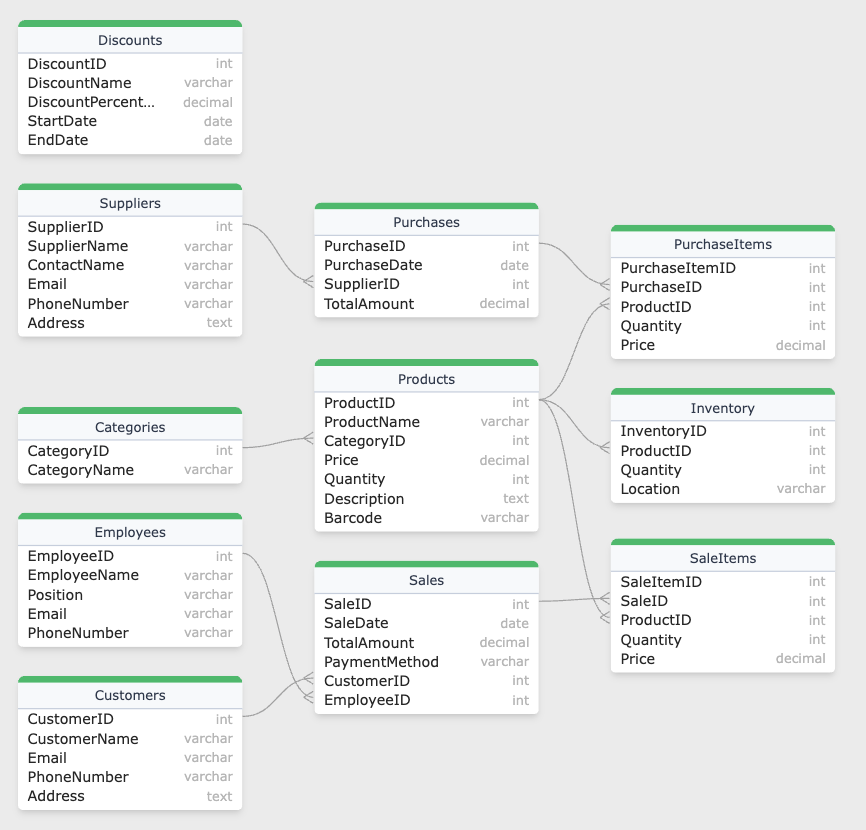 Discounts
DiscountID int
DiscountName varchar
DiscountPercent... decimal
StartDate date
EndDate date
Suppliers
SupplierID int
SupplierName varchar
ContactName varchar
Email varchar
PhoneNumber varchar
Address text
Categories
CategoryID int
CategoryName varchar
Employees
EmployeeID int
EmployeeName varchar
Position varchar
Email varchar
PhoneNumber varchar
Customers
CustomerID int
CustomerName varchar
Email varchar
PhoneNumber varchar
Address text
Purchases
PurchaseID int
PurchaseDate date
SupplierID int
TotalAmount decimal
Products
ProductID int
ProductName varchar
CategoryID int
Price decimal
Quantity int
Description text
Barcode varchar
Sales
SaleID int
SaleDate date
TotalAmount decimal
PaymentMethod varchar
CustomerID int
EmployeeID int
PurchaseItems
PurchaseItemID int
PurchaseID int
ProductID int
Quantity int
Price decimal
Inventory
InventoryID int
ProductID int
Quantity int
Location varchar
SaleItems
SaleItemID int
SaleID int
ProductID int
Quantity int
Price decimal